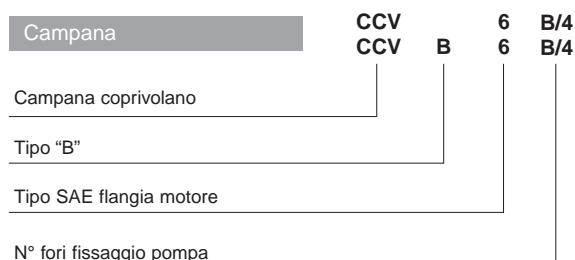 CCV 6 B/4
Campana
CCV B 6 B/4
Campana coprivolano
Tipo “B”
Tipo SAE flangia motore
N° fori fissaggio pompa